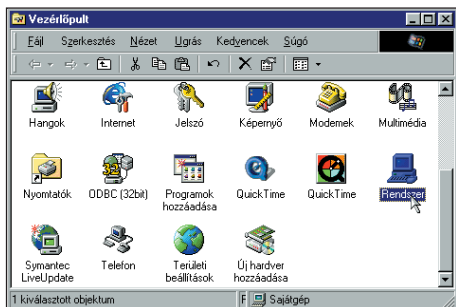 Vezérlőpult
Fájl Szerkesztés Nézet Ugrás Kedvencek Súgó
Hangok Internet Jelszó Képernyő Modemek Multimédia
Nyomtatók ODBC (32bit) Programok hozzáadása QuickTime QuickTime Rendszer
Symantec LiveUpdate Telefon Területi beállítások Új hardver hozzáadása
1 kiválasztott objektum F Sajátgép